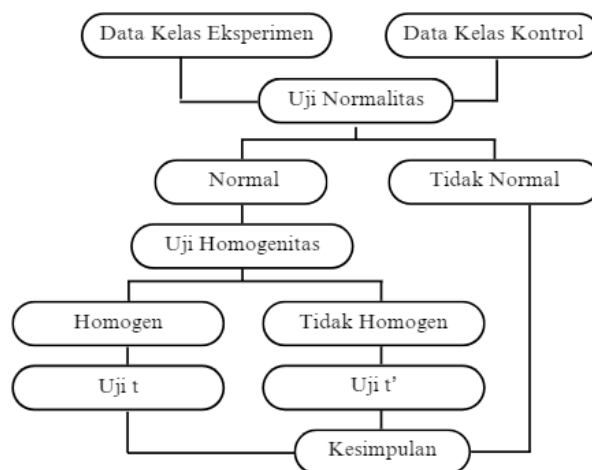 Data Kelas Eksperimen
Data Kelas Kontrol
Uji Normalitas
Normal
Tidak Normal
Uji Homogenitas
Homogen
Tidak Homogen
Uji t
Uji t’
Kesimpulan